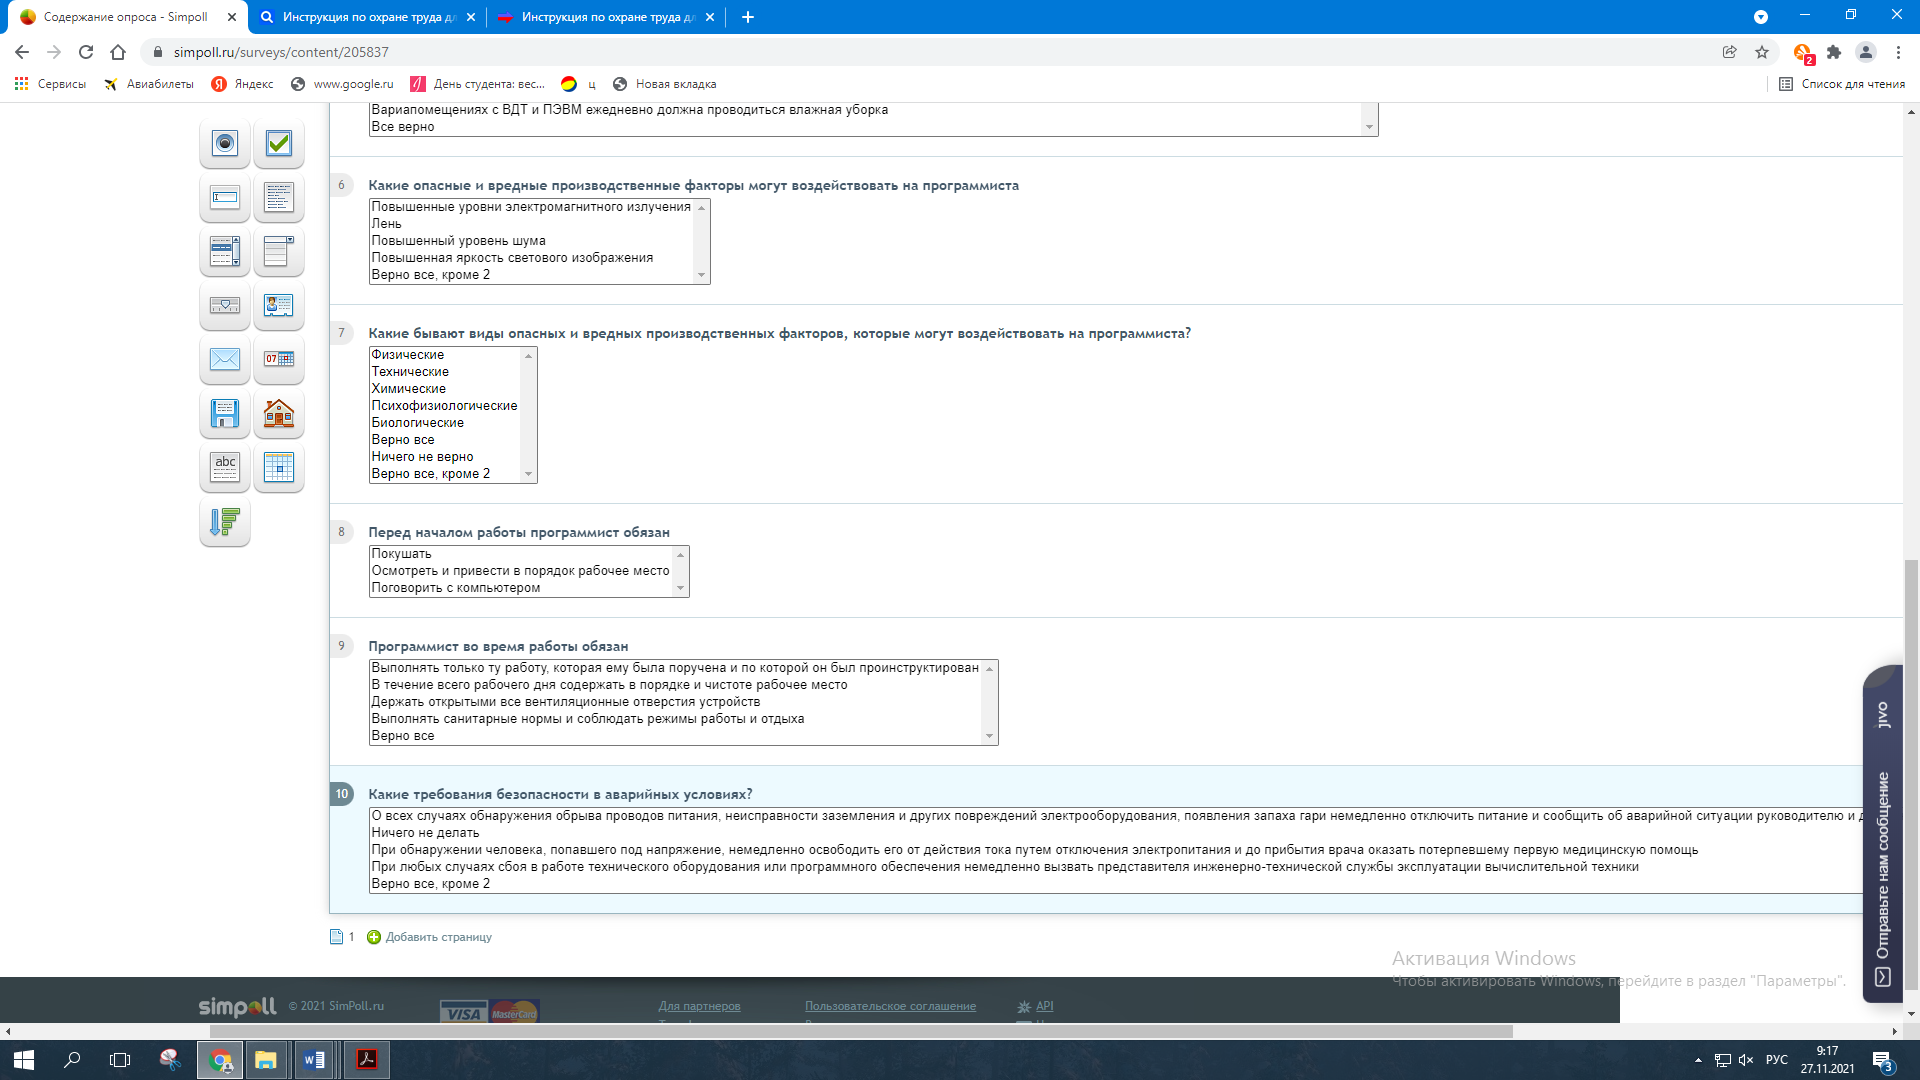 Содержание опроса - Simpoll
Инструкция по охране труда дл
Инструкция по охране труда дл
simpoll.ru/surveys/content/205837
2
Сервисы
Авиабилеты
Яндекс
www.google.ru
День студента: вес...
ц
Новая вкладка
Список для чтения
Вариапомещениях с ВДТ и ПЭВМ ежедневно должна проводиться влажная уборка
Все верно
6 Какие опасные и вредные производственные факторы могут воздействовать на программиста
Повышенные уровни электромагнитного излучения
Лень
Повышенный уровень шума
Повышенная яркость светового изображения
Верно все, кроме 2
7 Какие бывают виды опасных и вредных производственных факторов, которые могут воздействовать на программиста?
Физические
Технические
Химические
Психофизиологические
Биологические
Верно все
Ничего не верно
Верно все, кроме 2
07
abc
8 Перед началом работы программист обязан
Покушать
Осмотреть и привести в порядок рабочее место
Поговорить с компьютером
9 Программист во время работы обязан
Выполнять только ту работу, которая ему была поручена и по которой он был проинструктирован
В течение всего рабочего дня содержать в порядке и чистоте рабочее место
Держать открытыми все вентиляционные отверстия устройств
Выполнять санитарные нормы и соблюдать режимы работы и отдыха
Верно все
10 Какие требования безопасности в аварийных условиях?
О всех случаях обнаружения обрыва проводов питания, неисправности заземления и других повреждений электрооборудования, появления запаха гари немедленно отключить питание и сообщить об аварийной ситуации руководителю и д
Ничего не делать
При обнаружении человека, попавшего под напряжение, немедленно освободить его от действия тока путем отключения электропитания и до прибытия врача оказать потерпевшему первую медицинскую помощь
При любых случаях сбоя в работе технического оборудования или программного обеспечения немедленно вызвать представителя инженерно-технической службы эксплуатации вычислительной техники
Верно все, кроме 2
1 Добавить страницу
jivo
Отправьте нам сообщение
Активация Windows
Чтобы активировать Windows, перейдите в раздел "Параметры".
simpoll
© 2021 SimPoll.ru
VISA
MasterCard
Для партнеров
Пользовательское соглашение
API
РУС
9:17
27.11.2021
3